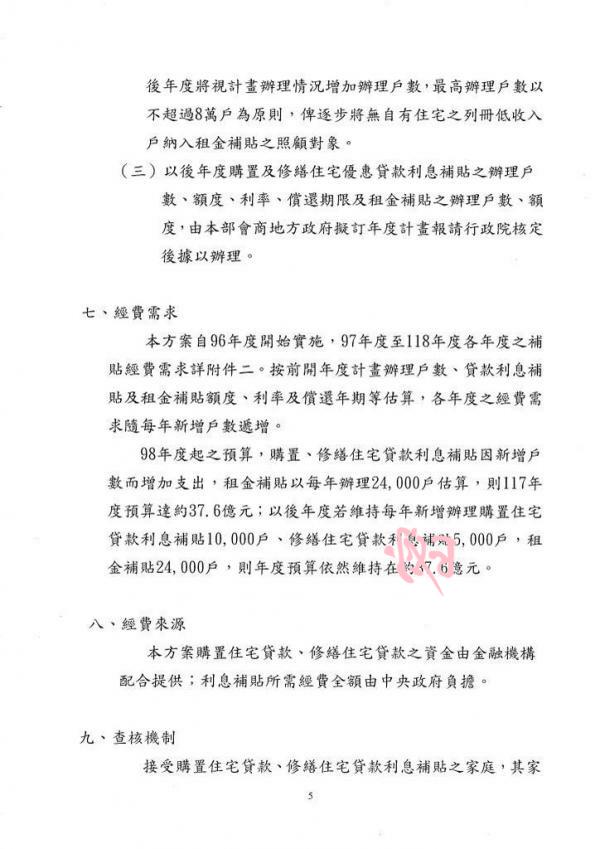 後年度將視計畫辦理情況增加辦理戶數，最高辦理戶數以
不超過8萬戶為原則，俾逐步將無自有住宅之列冊低收入
戶納入租金補貼之照顧對象。
（三）以後年度購置及修繕住宅優惠貸款利息補貼之辦理戶
數、額度、利率、償還期限及租金補貼之辦理戶數、額
度，由本部會商地方政府擬訂年度計畫報請行政院核定
後據以辦理。
七、經費需求
本方案自96年度開始實施，97年度至118年度各年度之補
貼經費需求詳附件二。按前開年度計畫辦理戶數、貸款利息補
貼及租金補貼額度、利率及償還年期等估算，各年度之經費需
求隨每年新增戶數遞增。
98年度起之預算，購置、修繕住宅貸款利息補貼因新增戶
數而增加支出，租金補貼以每年辦理24,000戶估算，則117年
度預算達約37.6億元；以後年度若維持每年新增辦理購置住宅
貸款利息補貼10,000戶、修繕住宅貸款利息補貼5,000戶，租
金補貼24,000戶，則年度預算依然維持在約37.6億元。
八、經費來源
本方案購置住宅貸款、修繕住宅貸款之資金由金融機構
配合提供；利息補貼所需經費全額由中央政府負擔。
九、查核機制
接受購置住宅貸款、修繕住宅貸款利息補貼之家庭，其家
5